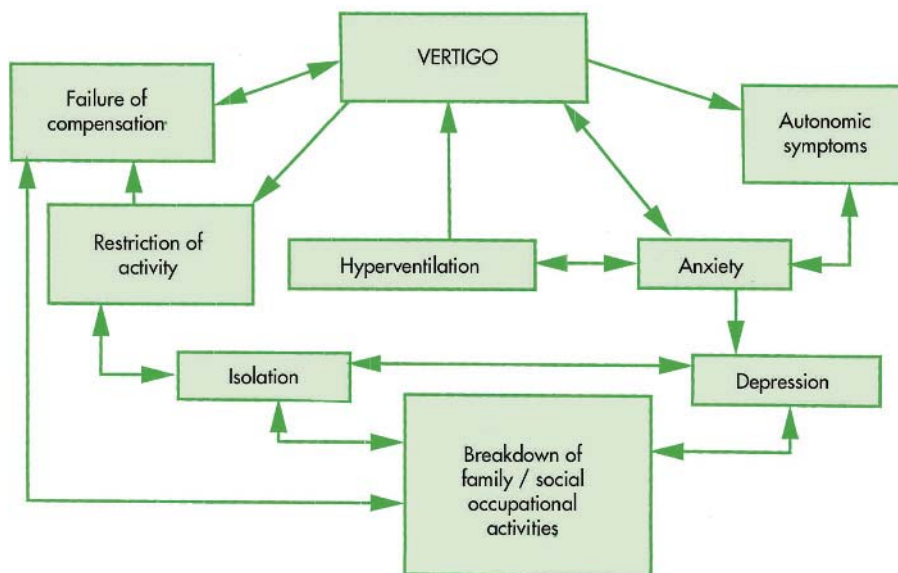 VERTIGO
Failure of
compensation
Autonomic
symptoms
Restriction of
activity
Hyperventilation
Anxiety
Isolation
Depression
Breakdown of
family / social
occupational
activities